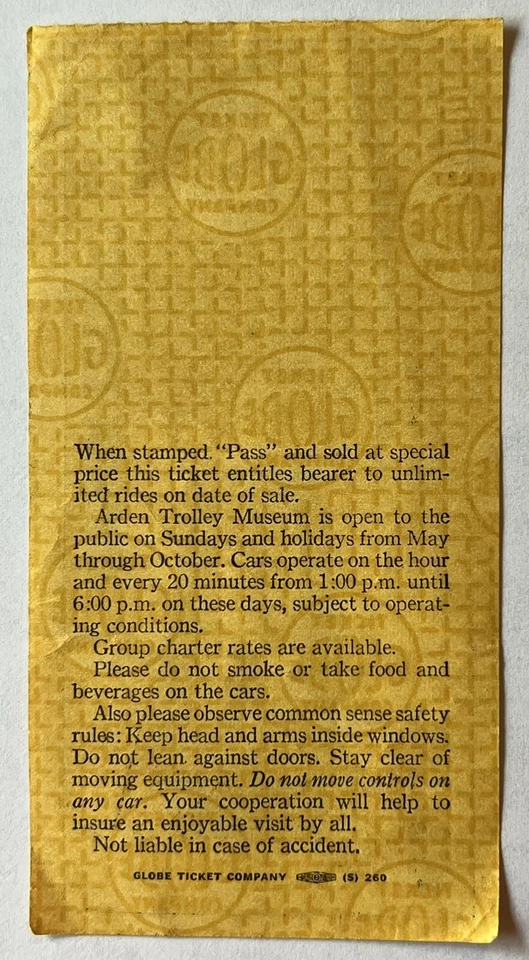 TICKET
GLOBE
COMPANY
When stamped "Pass" and sold at special
price this ticket entitles bearer to unlim-
ited rides on date of sale.
Arden Trolley Museum is open to the
public on Sundays and holidays from May
through October. Cars operate on the hour
and every 20 minutes from 1:00 p.m. until
6:00 p.m. on these days, subject to operat-
ing conditions.
Group charter rates are available.
Please do not smoke or take food and
beverages on the cars.
Also please observe common sense safety
rules: Keep head and arms inside windows.
Do not lean against doors. Stay clear of
moving equipment. Do not move controls on
any car. Your cooperation will help to
insure an enjoyable visit by all.
Not liable in case of accident.
GLOBE TICKET COMPANY (S) 260